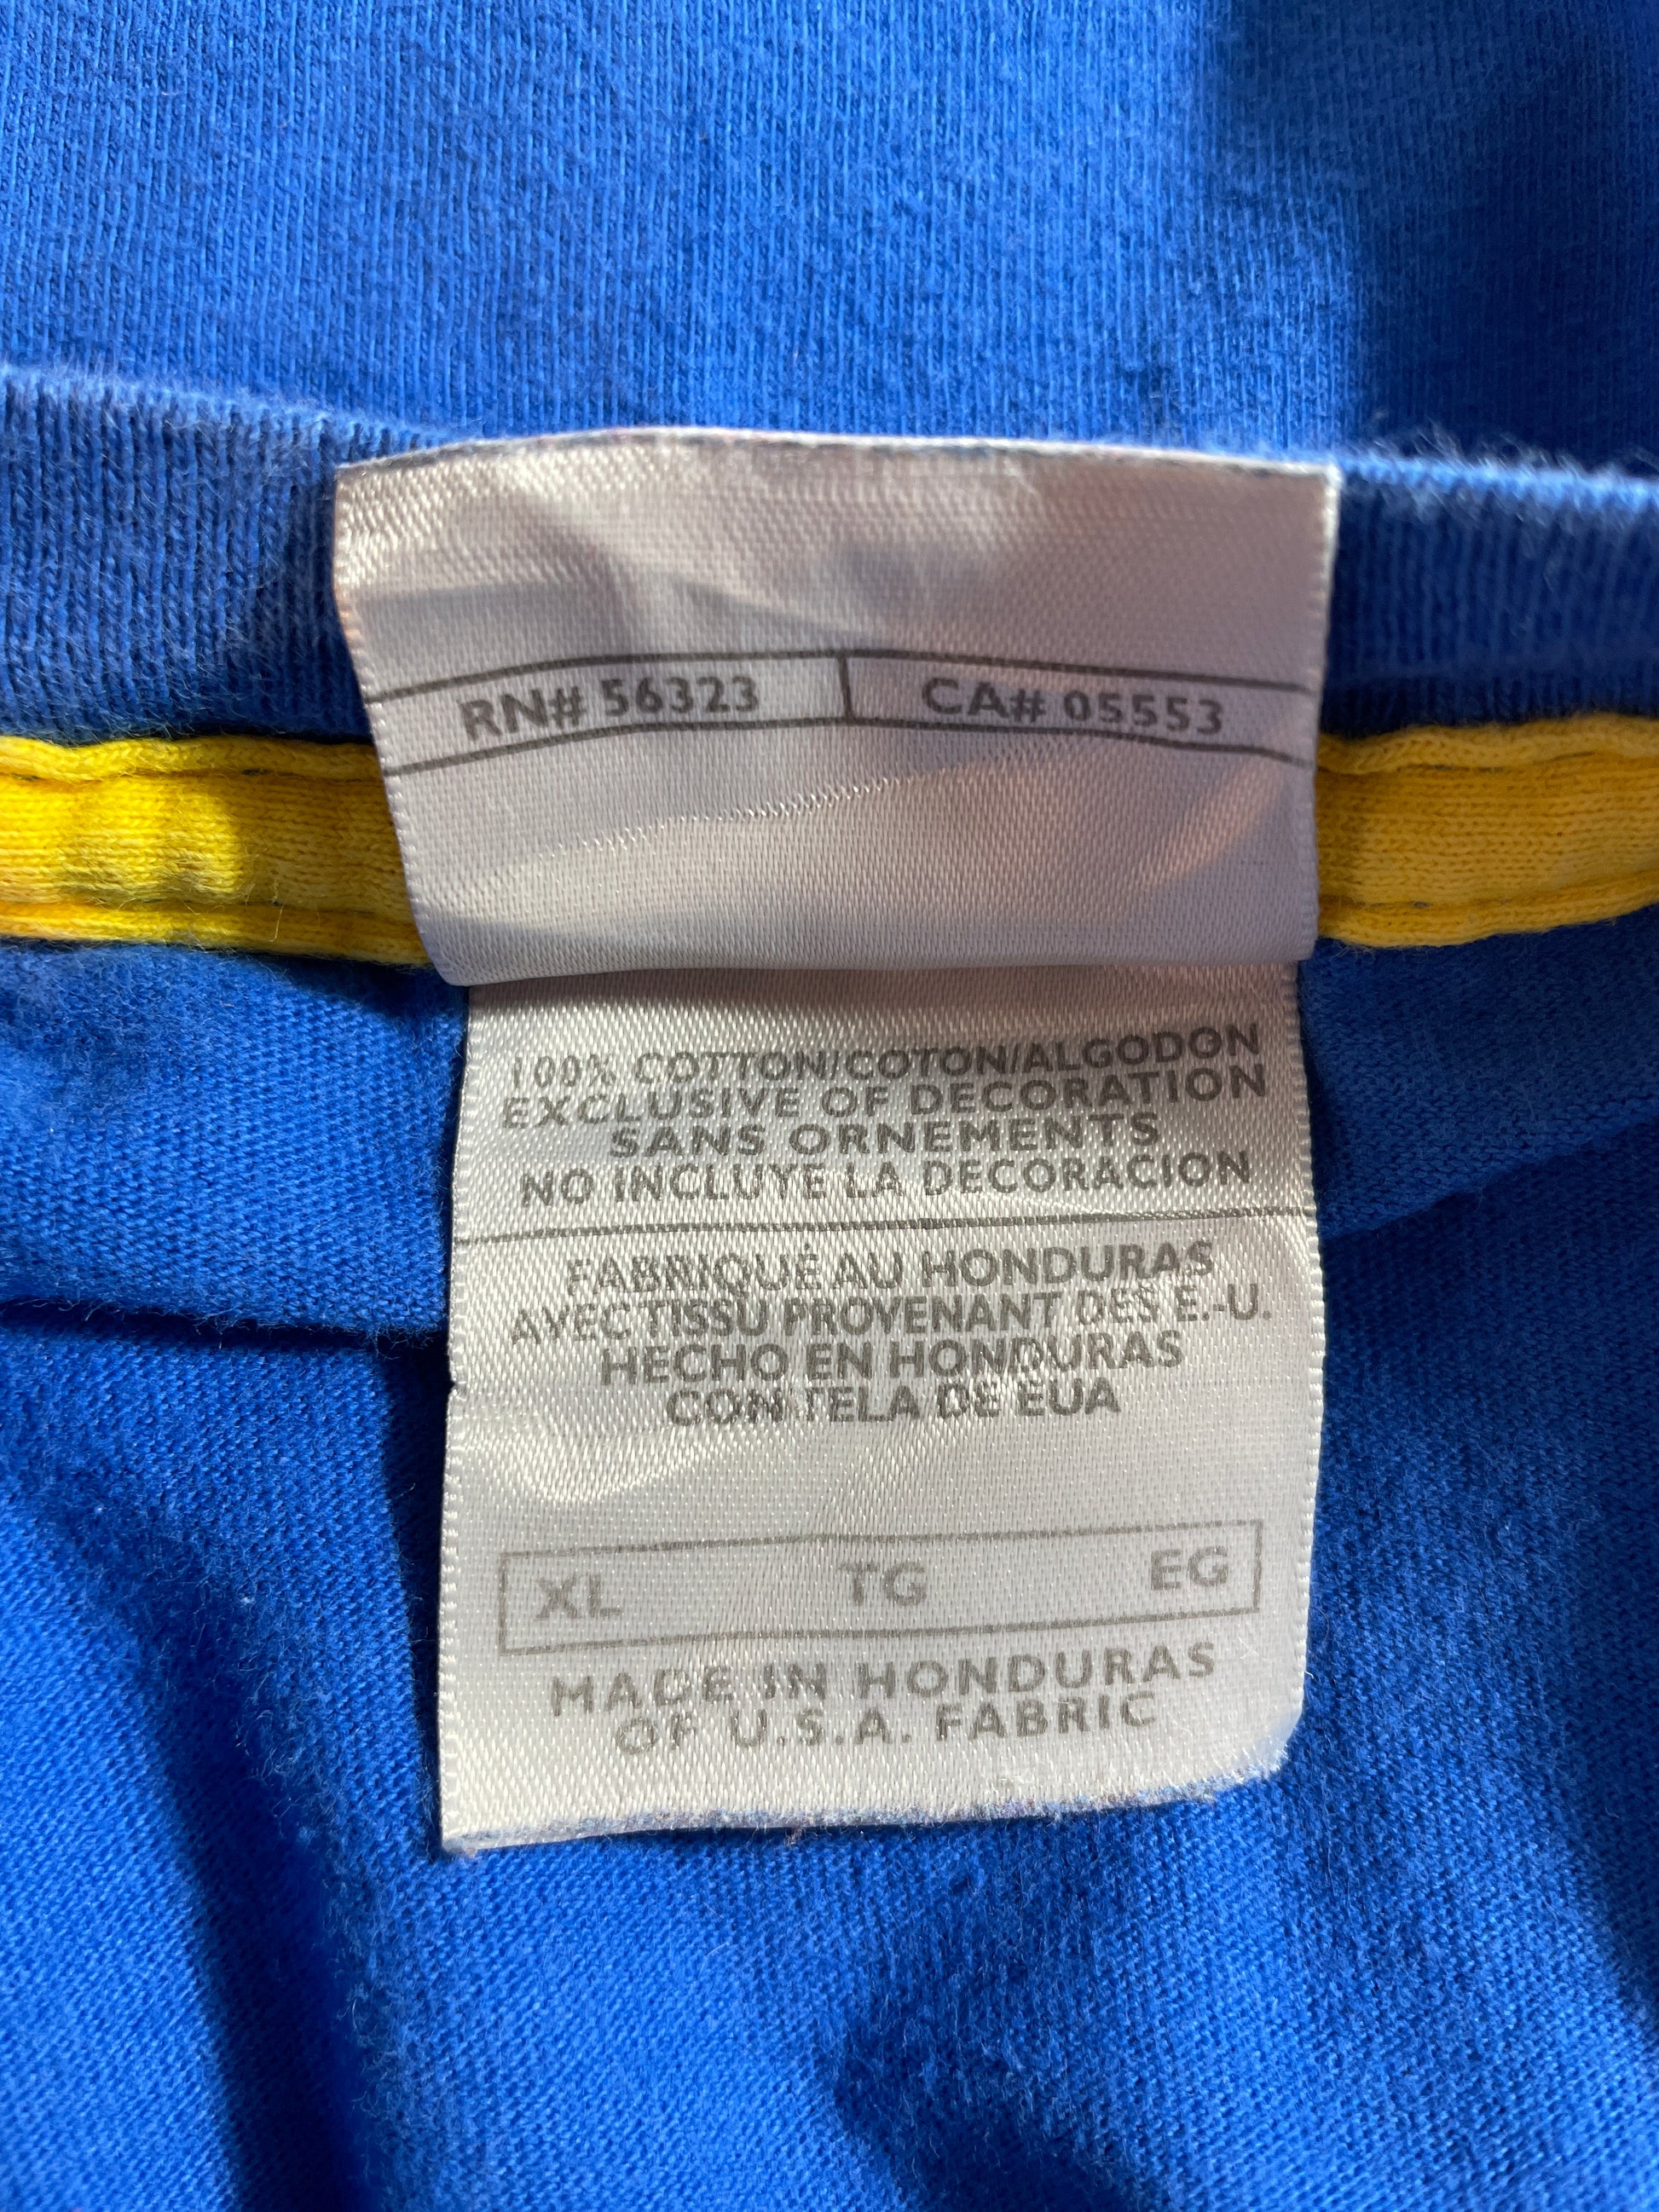 RN# 56323 CA# 05553
100% COTTON/COTON/ALGODON
EXCLUSIVE OF DECORATION
SANS ORNEMENTS
NO INCLUYE LA DECORACION
FABRIQUÉ AU HONDURAS
AVEC TISSU PROVENANT DES É.-U.
HECHO EN HONDURAS
CON TELA DE EUA
XL TG EG
MADE IN HONDURAS
OF U.S.A. FABRIC